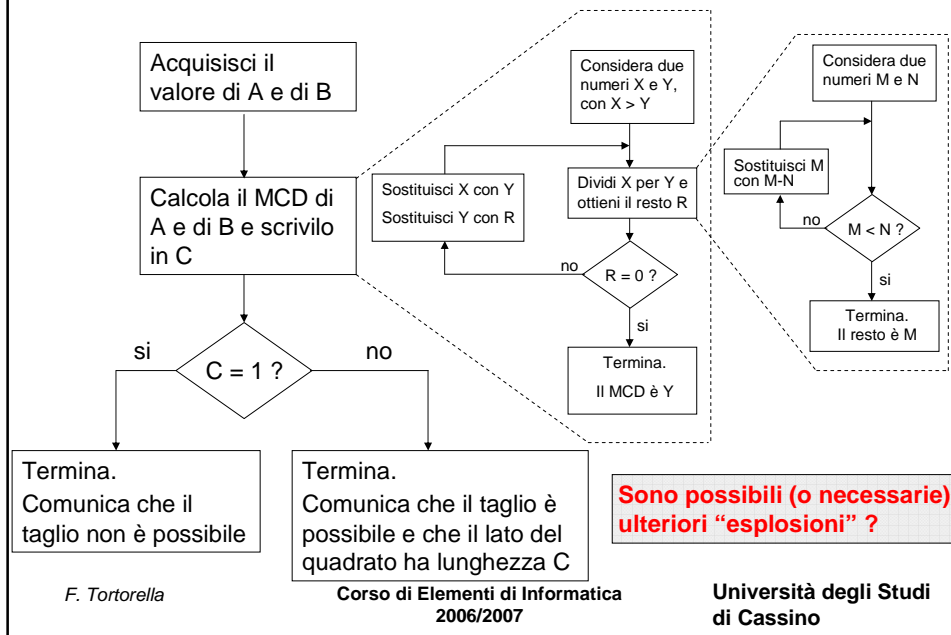 Acquisisci il
valore di A e di B
Calcola il MCD di
A e di B e scrivilo
in C
si
no
C = 1 ?
Termina.
Comunica che il
taglio non è possibile
Termina.
Comunica che il taglio è
possibile e che il lato del
quadrato ha lunghezza C
Considera due
numeri X e Y,
con X > Y
Sostituisci X con Y
Sostituisci Y con R
Dividi X per Y e
ottieni il resto R
no
R = 0 ?
si
Termina.
Il MCD è Y
Considera due
numeri M e N
Sostituisci M
con M-N
no
M < N ?
si
Termina.
Il resto è M
Sono possibili (o necessarie)
ulteriori “esplosioni” ?
F. Tortorella
Corso di Elementi di Informatica
2006/2007
Università degli Studi
di Cassino